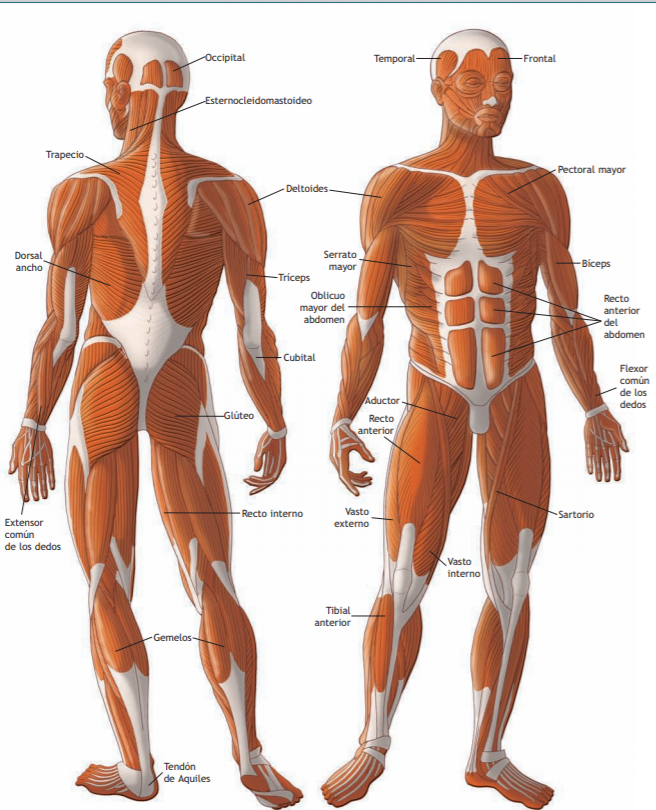 Occipital
Esternocleidomastoideo
Trapecio
Deltoides
Dorsal
ancho
Tríceps
Cubital
Glúteo
Recto interno
Extensor
común
de los dedos
Gemelos
Tendón
de Aquiles
Temporal
Frontal
Pectoral mayor
Serrato
mayor
Bíceps
Oblicuo
mayor del
abdomen
Recto
anterior
del
abdomen
Flexor
común
de los
dedos
Aductor
Recto
anterior
Vasto
externo
Sartorio
Vasto
interno
Tibial
anterior